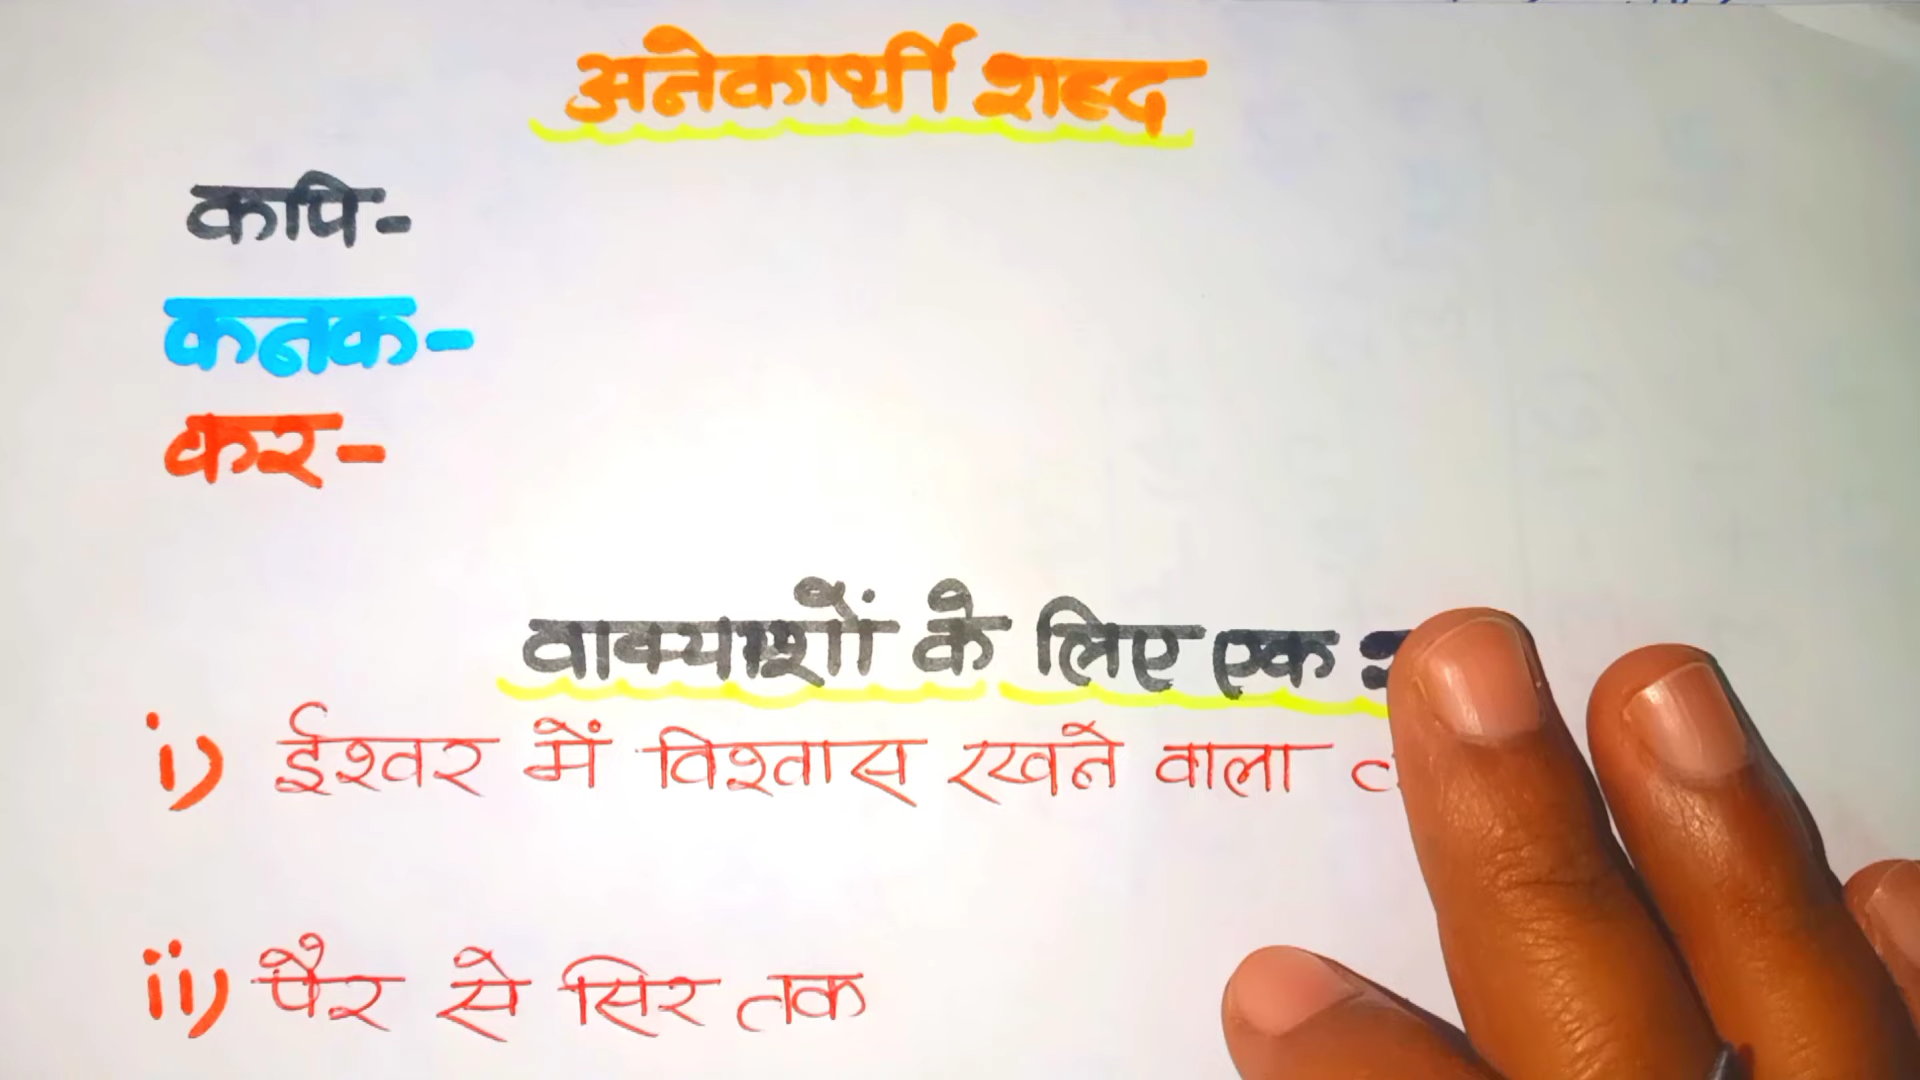 अनेकार्थी शब्द
कपि-
कनक-
कर-
वाक्याशों के लिए एक
i) ईश्वर में विश्वास रखने वाला
ii) पैर से सिर तक